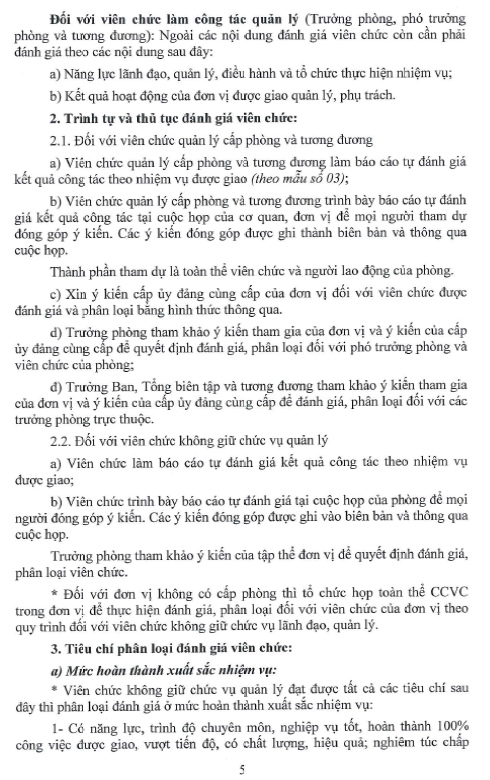 Đối với viên chức làm công tác quản lý (Trưởng phòng, phó trưởng
phòng và tương đương): Ngoài các nội dung đánh giá viên chức còn cần phải
đánh giá theo các nội dung sau đây:
a) Năng lực lãnh đạo, quản lý, điều hành và tổ chức thực hiện nhiệm vụ;
b) Kết quả hoạt động của đơn vị được giao quản lý, phụ trách.
2. Trình tự và thủ tục đánh giá viên chức:
2.1. Đối với viên chức quản lý cấp phòng và tương đương
a) Viên chức quản lý cấp phòng và tương đương làm báo cáo tự đánh giá
kết quả công tác theo nhiệm vụ được giao (theo mẫu số 03);
b) Viên chức quản lý cấp phòng và tương đương trình bày báo cáo tự đánh
giá kết quả công tác tại cuộc họp của cơ quan, đơn vị để mọi người tham dự
đóng góp ý kiến. Các ý kiến đóng góp được ghi thành biên bản và thông qua
cuộc họp.
Thành phần tham dự là toàn thể viên chức và người lao động của phòng.
c) Xin ý kiến cấp ủy đảng cùng cấp của đơn vị đối với viên chức được
đánh giá và phân loại bằng hình thức thông qua.
d) Trưởng phòng tham khảo ý kiến tham gia của đơn vị và ý kiến của cấp
ủy đảng cùng cấp để quyết định đánh giá, phân loại đối với phó trưởng phòng và
viên chức của phòng;
đ) Trưởng Ban, Tổng biên tập và tương đương tham khảo ý kiến tham gia
của đơn vị và ý kiến của cấp ủy đảng cùng cấp để đánh giá, phân loại đối với các
trưởng phòng trực thuộc.
2.2. Đối với viên chức không giữ chức vụ quản lý
a) Viên chức làm báo cáo tự đánh giá kết quả công tác theo nhiệm vụ
được giao;
b) Viên chức trình bày báo cáo tự đánh giá tại cuộc họp của phòng để mọi
người đóng góp ý kiến. Các ý kiến đóng góp được ghi vào biên bản và thông qua
cuộc họp.
Trưởng phòng tham khảo ý kiến của tập thể đơn vị để quyết định đánh giá,
phân loại viên chức.
* Đối với đơn vị không có cấp phòng thì tổ chức họp toàn thể CCVC
trong đơn vị để thực hiện đánh giá, phân loại đối với viên chức của đơn vị theo
quy trình đối với viên chức không giữ chức vụ lãnh đạo, quản lý.
3. Tiêu chí phân loại đánh giá viên chức:
a) Mức hoàn thành xuất sắc nhiệm vụ:
* Viên chức không giữ chức vụ quản lý đạt được tất cả các tiêu chí sau
đây thì phân loại đánh giá ở mức hoàn thành xuất sắc nhiệm vụ:
1- Có năng lực, trình độ chuyên môn, nghiệp vụ tốt, hoàn thành 100%
công việc được giao, vượt tiến độ, có chất lượng, hiệu quả; nghiêm túc chấp
5